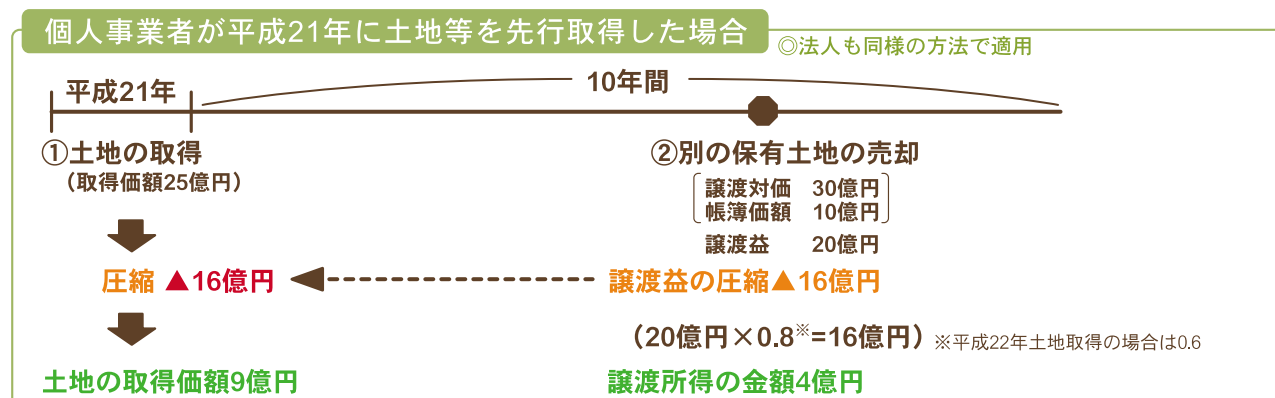 個人事業者が平成21年に土地等を先行取得した場合
◎法人も同様の方法で適用
平成21年
10年間
①土地の取得
（取得価額25億円）
②別の保有土地の売却
譲渡対価　30億円
帳簿価額　10億円
譲渡益　20億円
圧縮 ▲16億円
譲渡益の圧縮▲16億円
（20億円×0.8※=16億円）
※平成22年土地取得の場合は0.6
土地の取得価額9億円
譲渡所得の金額4億円